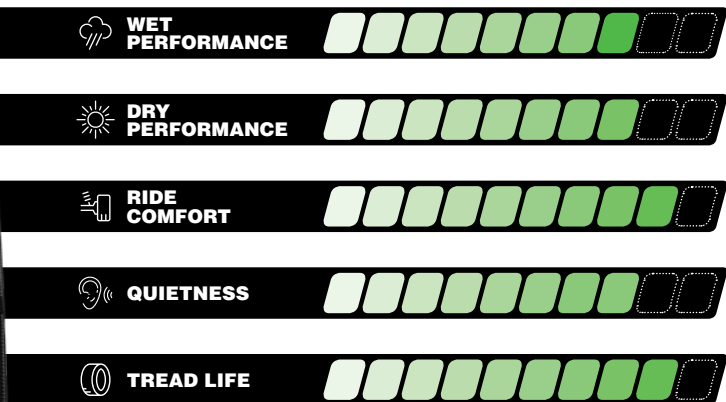 WET
PERFORMANCE
DRY
PERFORMANCE
RIDE
COMFORT
QUIETNESS
TREAD LIFE